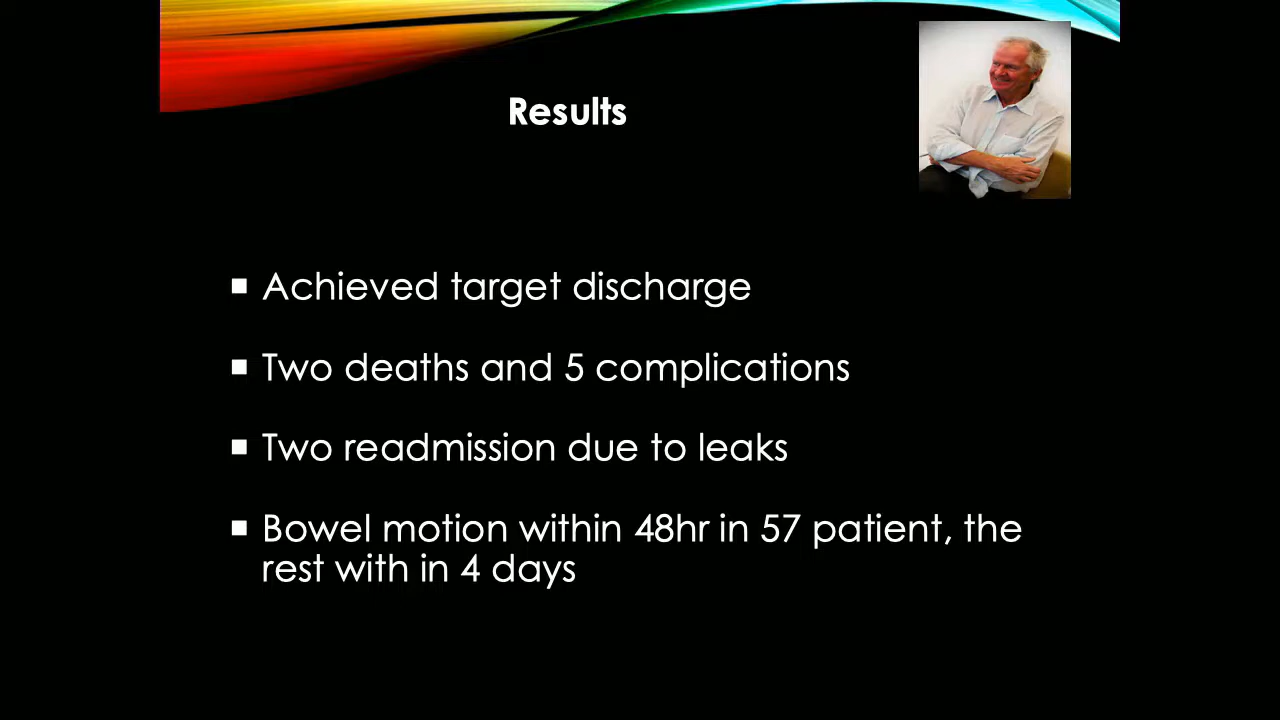 Results
Achieved target discharge
Two deaths and 5 complications
Two readmission due to leaks
Bowel motion within 48hr in 57 patient, the
rest with in 4 days